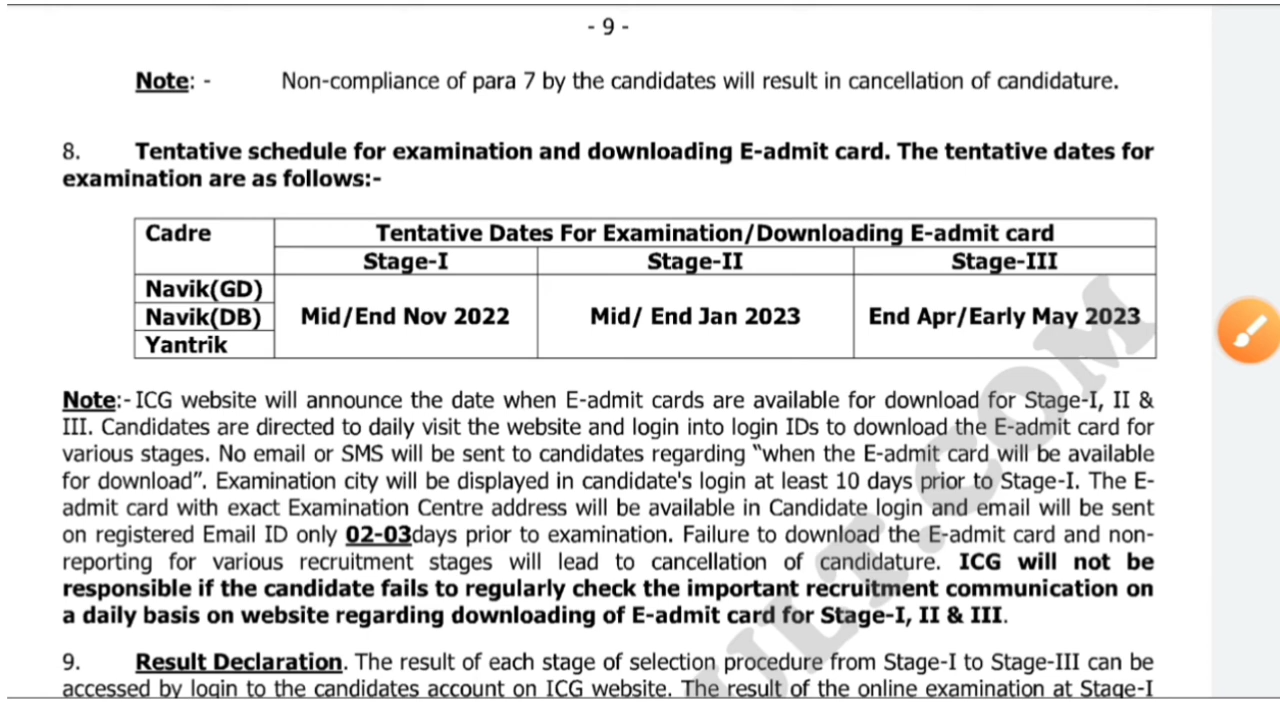 - 9 -
Note: - Non-compliance of para 7 by the candidates will result in cancellation of candidature.
8. Tentative schedule for examination and downloading E-admit card. The tentative dates for
examination are as follows:-
Cadre Tentative Dates For Examination/Downloading E-admit card
Stage-I Stage-II Stage-III
Navik(GD)
Navik(DB) Mid/End Nov 2022 Mid/ End Jan 2023 End Apr/Early May 2023
Yantrik
Note:- ICG website will announce the date when E-admit cards are available for download for Stage-I, II &
III. Candidates are directed to daily visit the website and login into login IDs to download the E-admit card for
various stages. No email or SMS will be sent to candidates regarding “when the E-admit card will be available
for download”. Examination city will be displayed in candidate's login at least 10 days prior to Stage-I. The E-
admit card with exact Examination Centre address will be available in Candidate login and email will be sent
on registered Email ID only 02-03days prior to examination. Failure to download the E-admit card and non-
reporting for various recruitment stages will lead to cancellation of candidature. ICG will not be
responsible if the candidate fails to regularly check the important recruitment communication on
a daily basis on website regarding downloading of E-admit card for Stage-I, II & III.
9. Result Declaration. The result of each stage of selection procedure from Stage-I to Stage-III can be
accessed by login to the candidates account on ICG website. The result of the online examination at Stage-I
ULT.COM